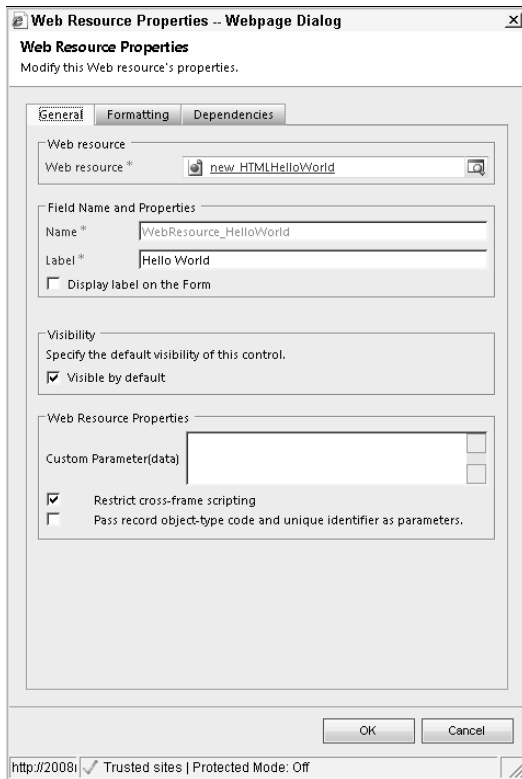 Web Resource Properties -- Webpage Dialog
Web Resource Properties
Modify this Web resource's properties.
General Formatting Dependencies
Web resource
Web resource * new_HTMLHelloWorld
Field Name and Properties
Name * WebResource_HelloWorld
Label * Hello World
Display label on the Form
Visibility
Specify the default visibility of this control.
Visible by default
Web Resource Properties
Custom Parameter(data)
Restrict cross-frame scripting
Pass record object-type code and unique identifier as parameters.
OK Cancel
http://2008 Trusted sites | Protected Mode: Off